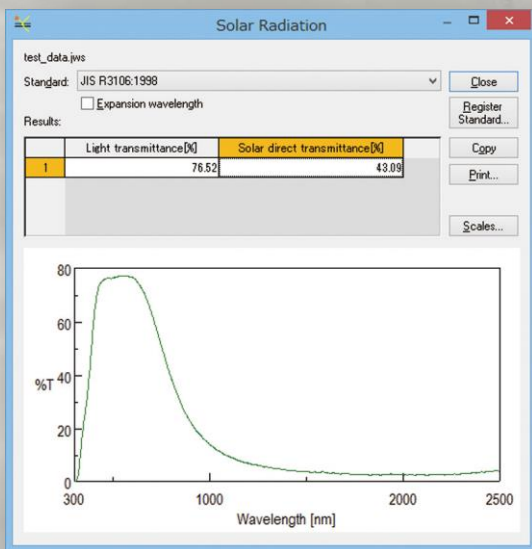 Solar Radiation
test_data.jws
Standard: JIS R3106:1998
Close
Expansion wavelength
Register Standard...
Results:
Light transmittance[%] Solar direct transmittance[%]
1 76.52 43.09
Copy
Print...
Scales...
80
60
%T 40
20
0
300 1000 2000 2500
Wavelength [nm]